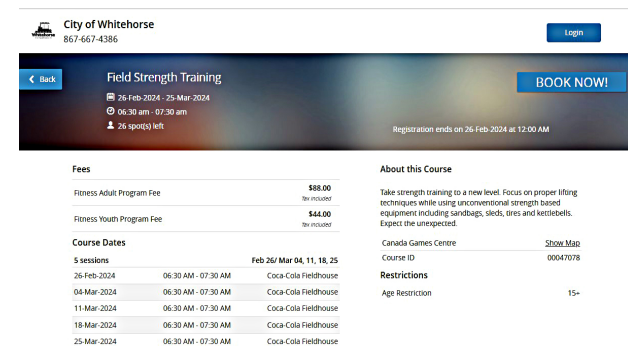 City of Whitehorse
867-667-4386
Login
Back
Field Strength Training
BOOK NOW!
26-Feb-2024 - 25-Mar-2024
06:30 am - 07:30 am
26 spot(s) left
Registration ends on 26-Feb-2024 at 12:00 AM
Fees
Fitness Adult Program Fee $88.00
Tax included
Fitness Youth Program Fee $44.00
Tax included
Course Dates
5 sessions Feb 26/ Mar 04, 11, 18, 25
26-Feb-2024 06:30 AM - 07:30 AM Coca-Cola Fieldhouse
04-Mar-2024 06:30 AM - 07:30 AM Coca-Cola Fieldhouse
11-Mar-2024 06:30 AM - 07:30 AM Coca-Cola Fieldhouse
18-Mar-2024 06:30 AM - 07:30 AM Coca-Cola Fieldhouse
25-Mar-2024 06:30 AM - 07:30 AM Coca-Cola Fieldhouse
About this Course
Take strength training to a new level. Focus on proper lifting
techniques while using unconventional strength based
equipment including sandbags, sleds, tires and kettlebells.
Expect the unexpected.
Canada Games Centre Show Map
Course ID 00047078
Restrictions
Age Restriction 15+